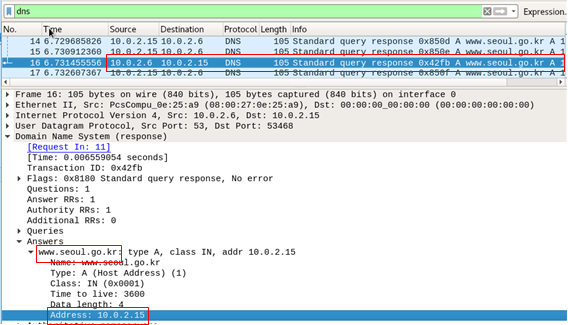 dns
Expression.
No. Time Source Destination Protocol Length Info
14 6.729685826 10.0.2.15 10.0.2.6 DNS 105 Standard query response 0x850d A www.seoul.go.kr A 1
15 6.730912360 10.0.2.15 10.0.2.6 DNS 105 Standard query response 0x850e A www.seoul.go.kr A 1
16 6.731455556 10.0.2.6 10.0.2.15 DNS 105 Standard query response 0x42fb A www.seoul.go.kr A 1
17 6.732607367 10.0.2.15 10.0.2.6 DNS 105 Standard query response 0x850f A www.seoul.go.kr A 1
Frame 16: 105 bytes on wire (840 bits), 105 bytes captured (840 bits) on interface 0
Ethernet II, Src: PcsCompu_0e:25:a9 (08:00:27:0e:25:a9), Dst: 00:00:00_00:00:00 (00:00:00:00:00:00)
Internet Protocol Version 4, Src: 10.0.2.6, Dst: 10.0.2.15
User Datagram Protocol, Src Port: 53, Dst Port: 53468
Domain Name System (response)
[Request In: 11]
[Time: 0.006559054 seconds]
Transaction ID: 0x42fb
Flags: 0x8180 Standard query response, No error
Questions: 1
Answer RRs: 1
Authority RRs: 1
Additional RRs: 0
Queries
Answers
www.seoul.go.kr: type A, class IN, addr 10.0.2.15
Name: www.seoul.go.kr
Type: A (Host Address) (1)
Class: IN (0x0001)
Time to live: 3600
Data length: 4
Address: 10.0.2.15